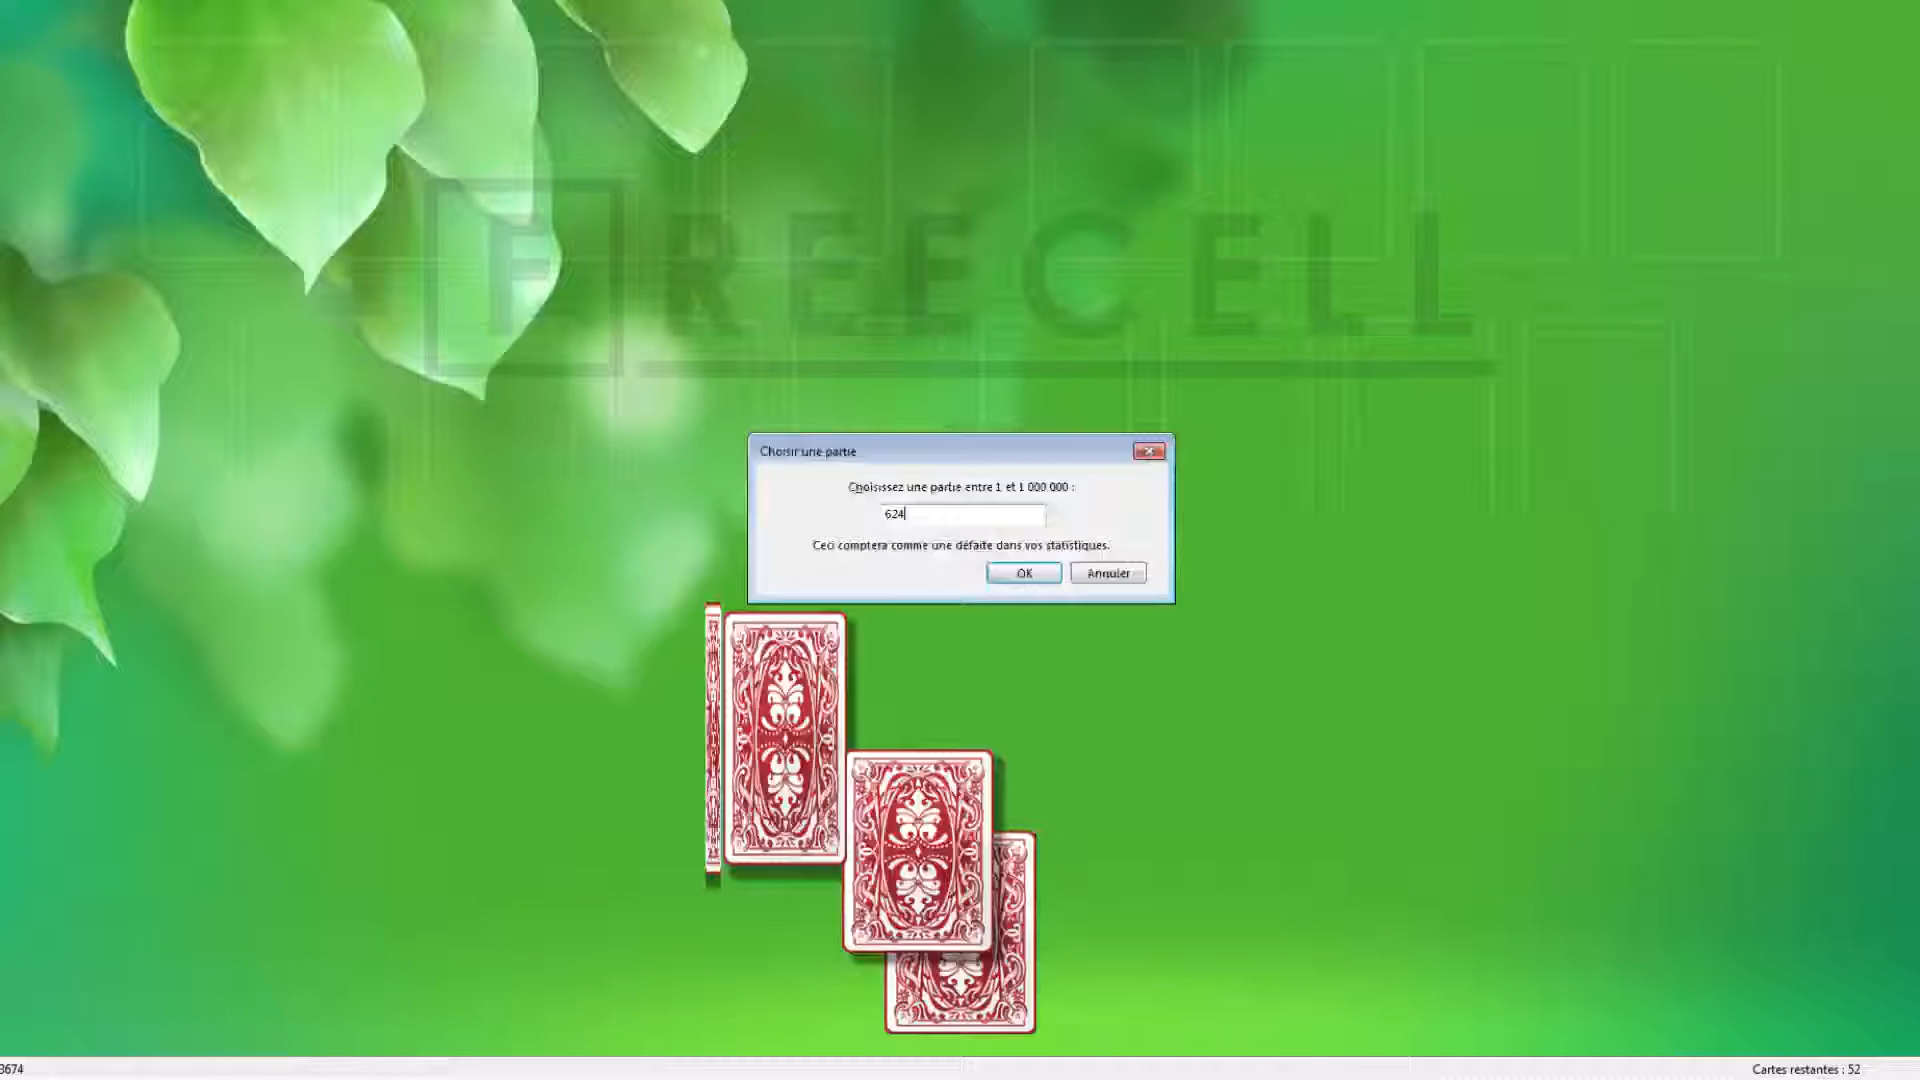 FREECELL
Choisir une partie
Choisissez une partie entre 1 et 1 000 000 :
624
Ceci comptera comme une défaite dans vos statistiques.
OK Annuler
3674
Cartes restantes : 52